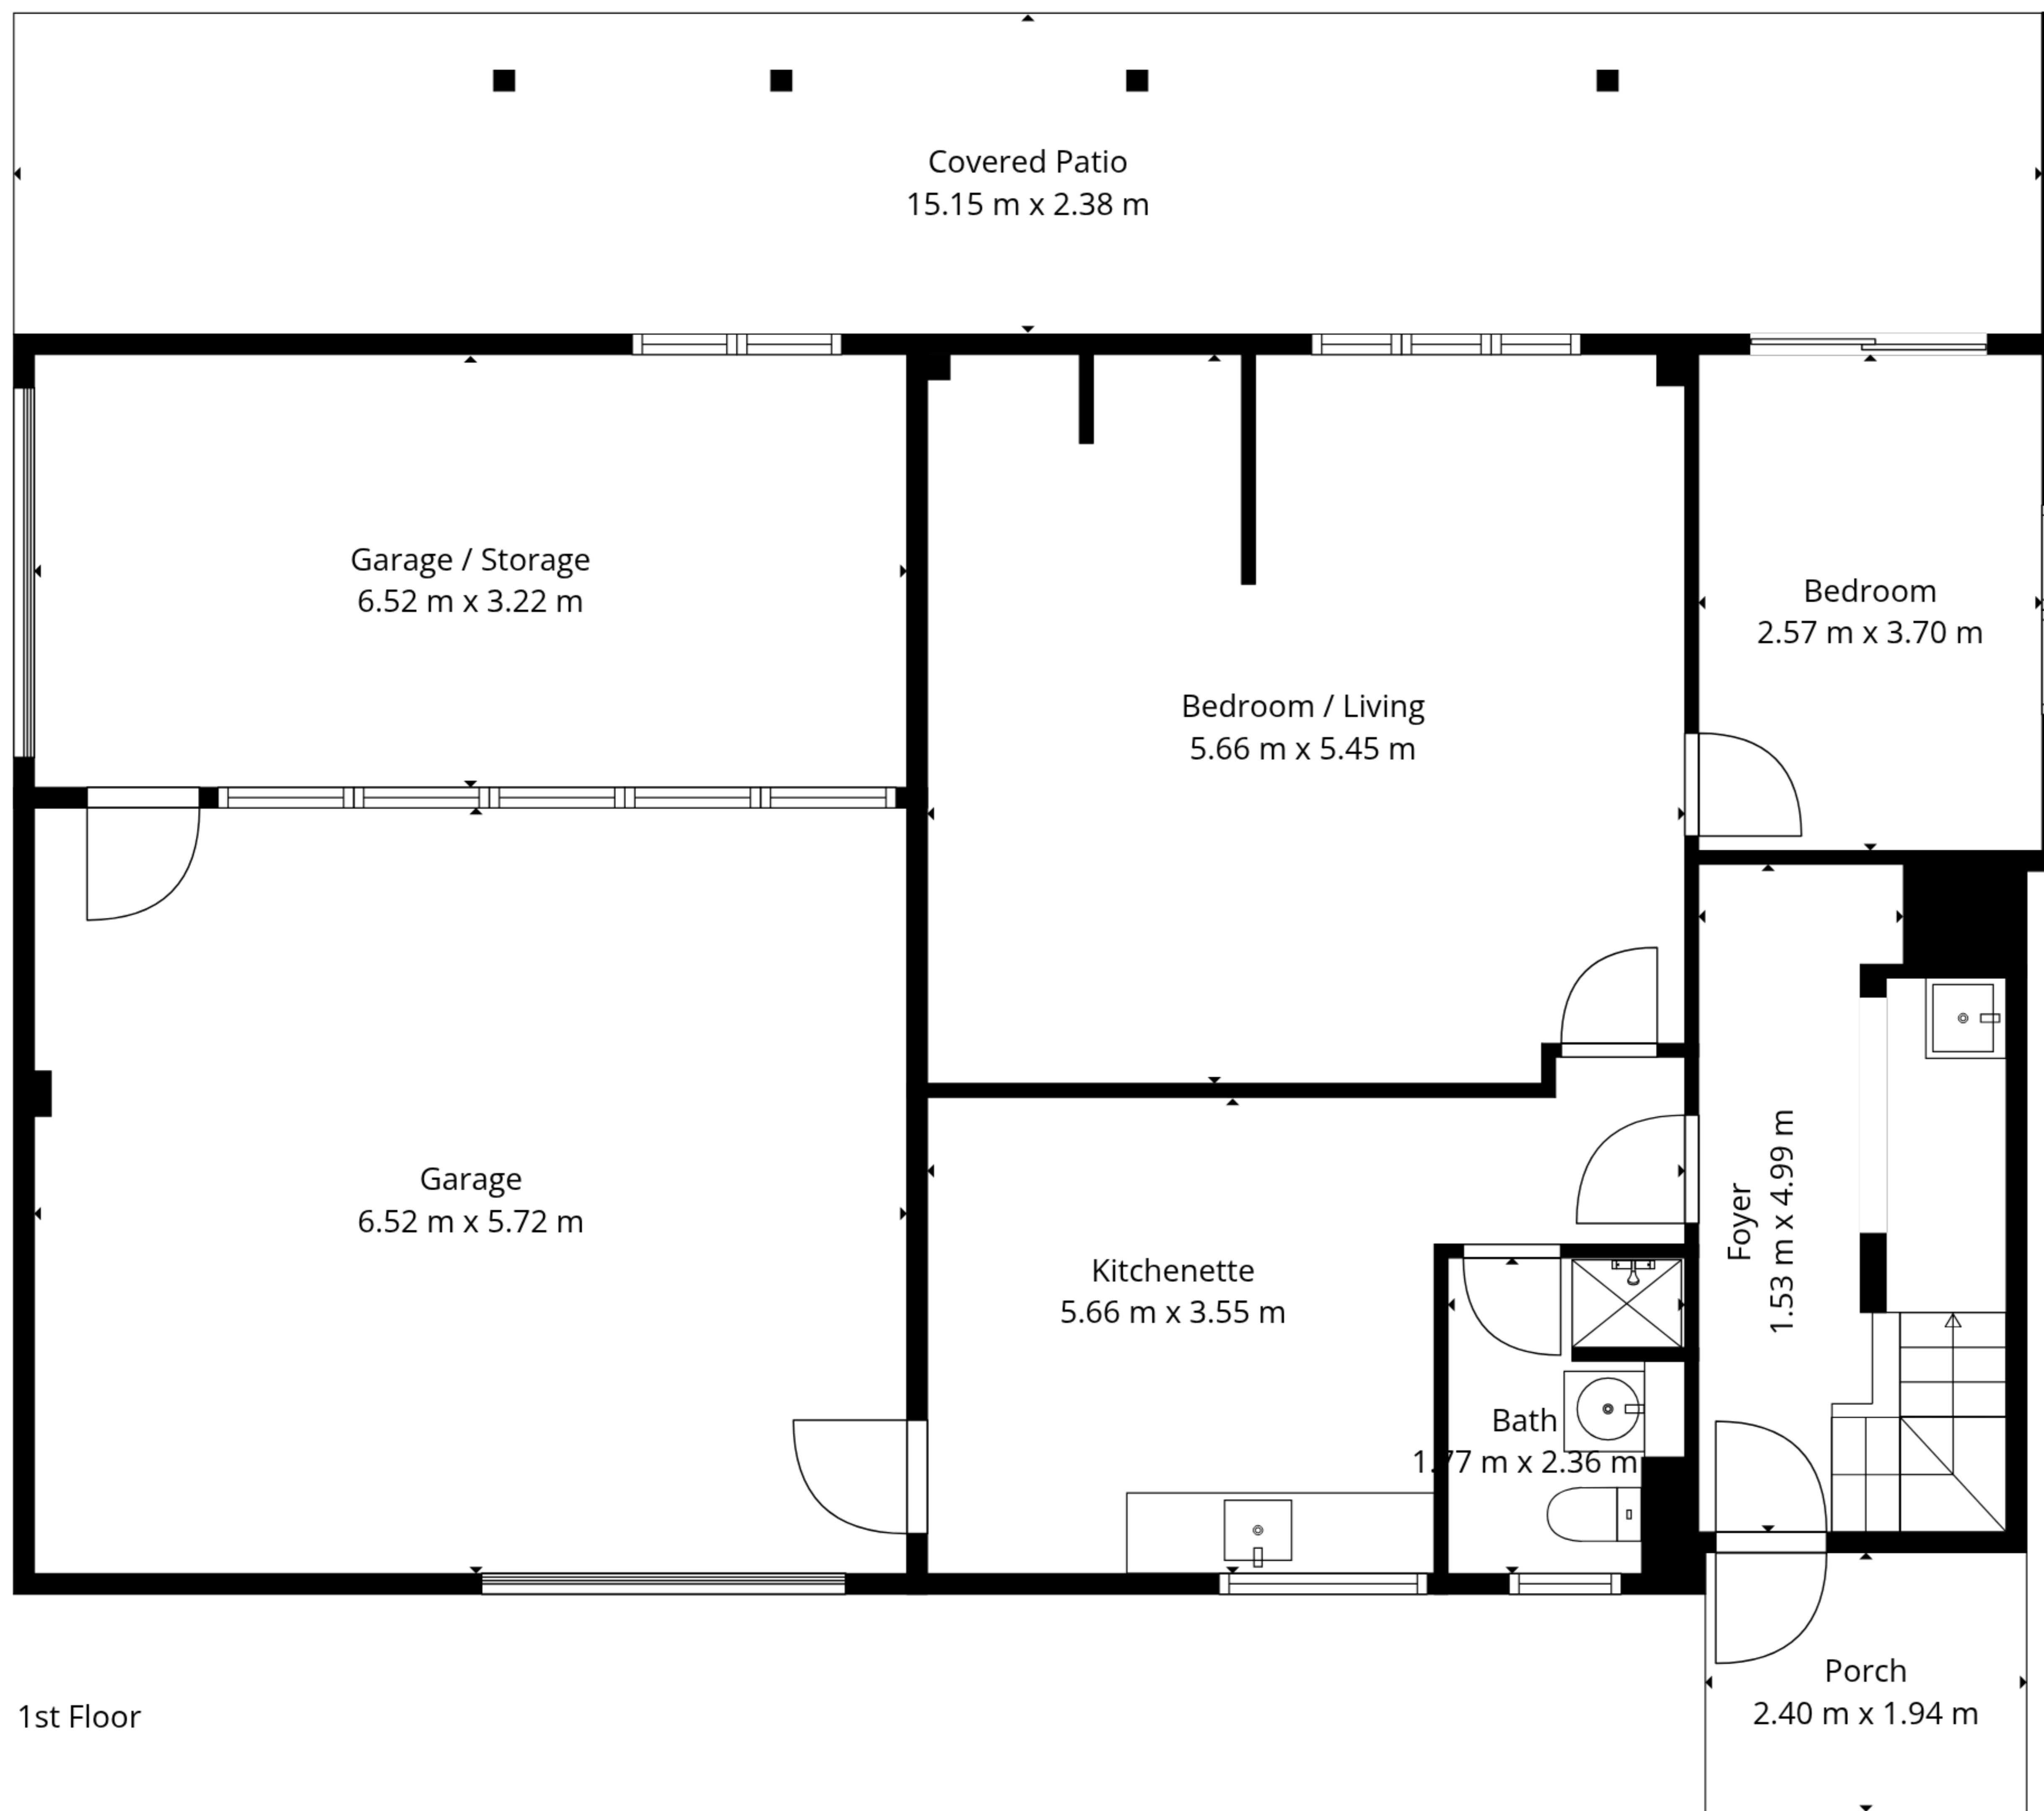 Covered Patio
15.15 m x 2.38 m
Garage / Storage
6.52 m x 3.22 m
Bedroom
2.57 m x 3.70 m
Bedroom / Living
5.66 m x 5.45 m
Garage
6.52 m x 5.72 m
Kitchenette
5.66 m x 3.55 m
Foyer
1.53 m x 4.99 m
Bath
1.77 m x 2.36 m
Porch
2.40 m x 1.94 m
1st Floor